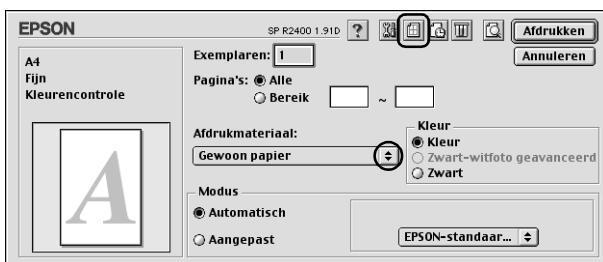 EPSON
SP R2400 1.91D
?
Afdrukken
Annuleren
A4
Fijn
Kleurencontrole
A
Exemplaren: 1
Pagina's: Alle
Bereik ~
Afdrukmateriaal:
Gewoon papier
Kleur
Kleur
Zwart-witfoto geavanceerd
Zwart
Modus
Automatisch
Aangepast
EPSON-standaar...